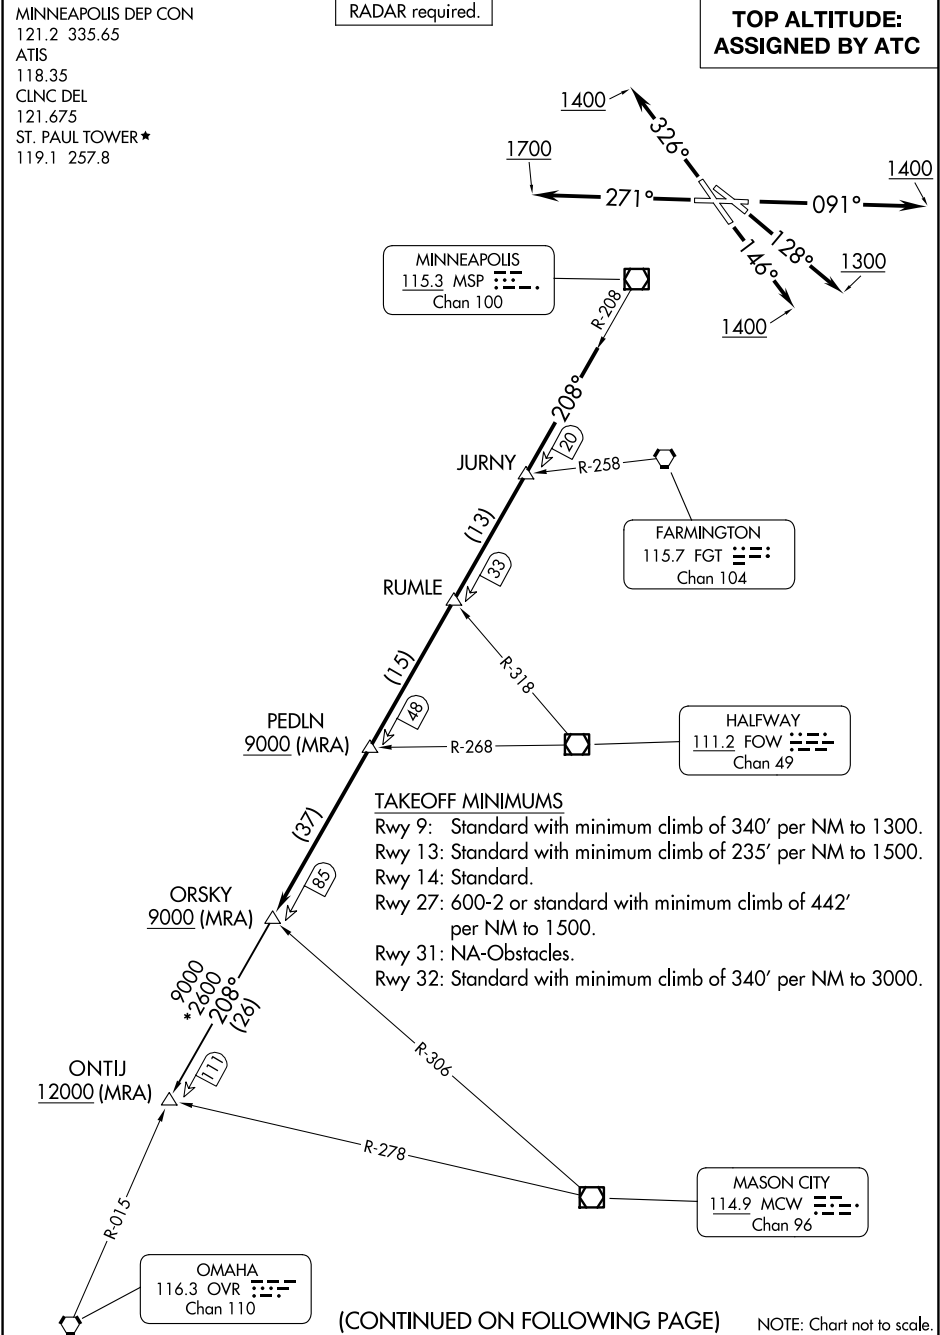 MINNEAPOLIS DEP CON
121.2 335.65
ATIS
118.35
CLNC DEL
121.675
ST. PAUL TOWER★
119.1 257.8
RADAR required.
TOP ALTITUDE:
ASSIGNED BY ATC
1400
326°
1700
271°
1400
091°
128°
1300
146°
1400
MINNEAPOLIS
115.3 MSP
Chan 100
R-208
208°
20
JURNY
R-258
FARMINGTON
115.7 FGT
Chan 104
(13)
33
RUMLE
R-318
(15)
48
PEDLN
9000 (MRA)
R-268
HALFWAY
111.2 FOW
Chan 49
(37)
TAKEOFF MINIMUMS
Rwy 9: Standard with minimum climb of 340' per NM to 1300.
Rwy 13: Standard with minimum climb of 235' per NM to 1500.
Rwy 14: Standard.
Rwy 27: 600-2 or standard with minimum climb of 442'
per NM to 1500.
Rwy 31: NA-Obstacles.
Rwy 32: Standard with minimum climb of 340' per NM to 3000.
85
ORSKY
9000 (MRA)
9000
*2600
208°
(26)
R-306
111
ONTIJ
12000 (MRA)
R-278
MASON CITY
114.9 MCW
Chan 96
R-015
OMAHA
116.3 OVR
Chan 110
(CONTINUED ON FOLLOWING PAGE)
NOTE: Chart not to scale.